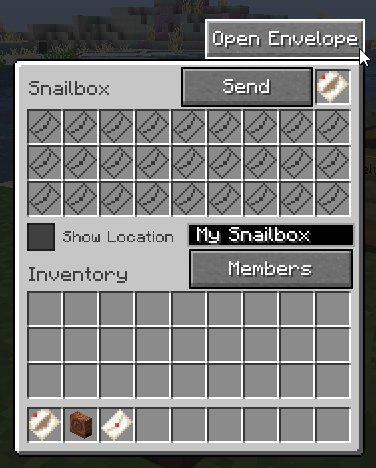 Open Envelope
Snailbox
Send
Show Location
My Snailbox
Members
Inventory